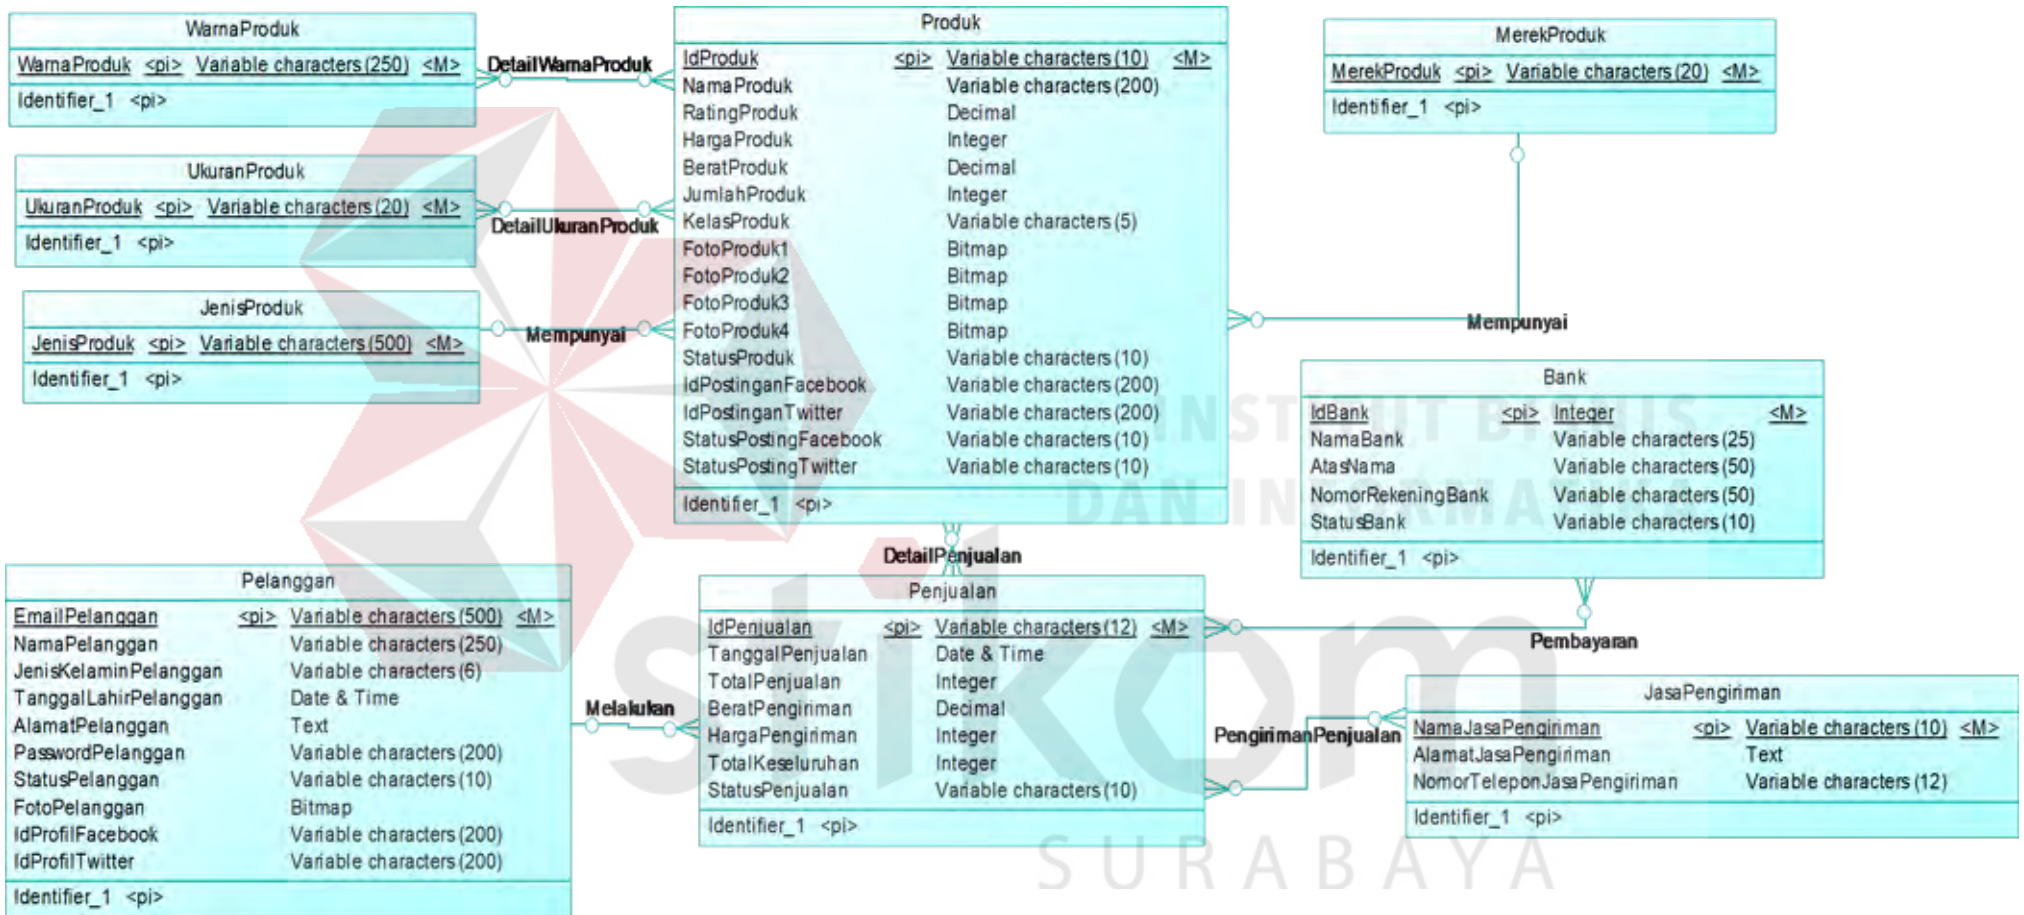 WarnaProduk
WarnaProduk <pi> Variable characters (250) <M>
Identifier_1 <pi>
DetailWarnaProduk
UkuranProduk
UkuranProduk <pi> Variable characters (20) <M>
Identifier_1 <pi>
DetailUkuranProduk
JenisProduk
JenisProduk <pi> Variable characters (500) <M>
Identifier_1 <pi>
Mempunyai
Produk
IdProduk <pi> Variable characters (10) <M>
NamaProduk Variable characters (200)
RatingProduk Decimal
HargaProduk Integer
BeratProduk Decimal
JumlahProduk Integer
KelasProduk Variable characters (5)
FotoProduk1 Bitmap
FotoProduk2 Bitmap
FotoProduk3 Bitmap
FotoProduk4 Bitmap
StatusProduk Variable characters (10)
IdPostinganFacebook Variable characters (200)
IdPostinganTwitter Variable characters (200)
StatusPostingFacebook Variable characters (10)
StatusPostingTwitter Variable characters (10)
Identifier_1 <pi>
MerekProduk
MerekProduk <pi> Variable characters (20) <M>
Identifier_1 <pi>
Mempunyai
Bank
IdBank <pi> Integer <M>
NamaBank Variable characters (25)
AtasNama Variable characters (50)
NomorRekeningBank Variable characters (50)
StatusBank Variable characters (10)
Identifier_1 <pi>
INSTITUT BISNIS
DAN INFORMATIKA
DetailPenjualan
Pelanggan
EmailPelanggan <pi> Variable characters (500) <M>
NamaPelanggan Variable characters (250)
JenisKelaminPelanggan Variable characters (6)
TanggalLahirPelanggan Date & Time
AlamatPelanggan Text
PasswordPelanggan Variable characters (200)
StatusPelanggan Variable characters (10)
FotoPelanggan Bitmap
IdProfilFacebook Variable characters (200)
IdProfilTwitter Variable characters (200)
Identifier_1 <pi>
Melakukan
Penjualan
IdPenjualan <pi> Variable characters (12) <M>
TanggalPenjualan Date & Time
TotalPenjualan Integer
BeratPengiriman Decimal
HargaPengiriman Integer
TotalKeseluruhan Integer
StatusPenjualan Variable characters (10)
Identifier_1 <pi>
Pembayaran
PengirimanPenjualan
JasaPengiriman
NamaJasaPengiriman <pi> Variable characters (10) <M>
AlamatJasaPengiriman Text
NomorTeleponJasaPengiriman Variable characters (12)
Identifier_1 <pi>
stikom
SURABAYA